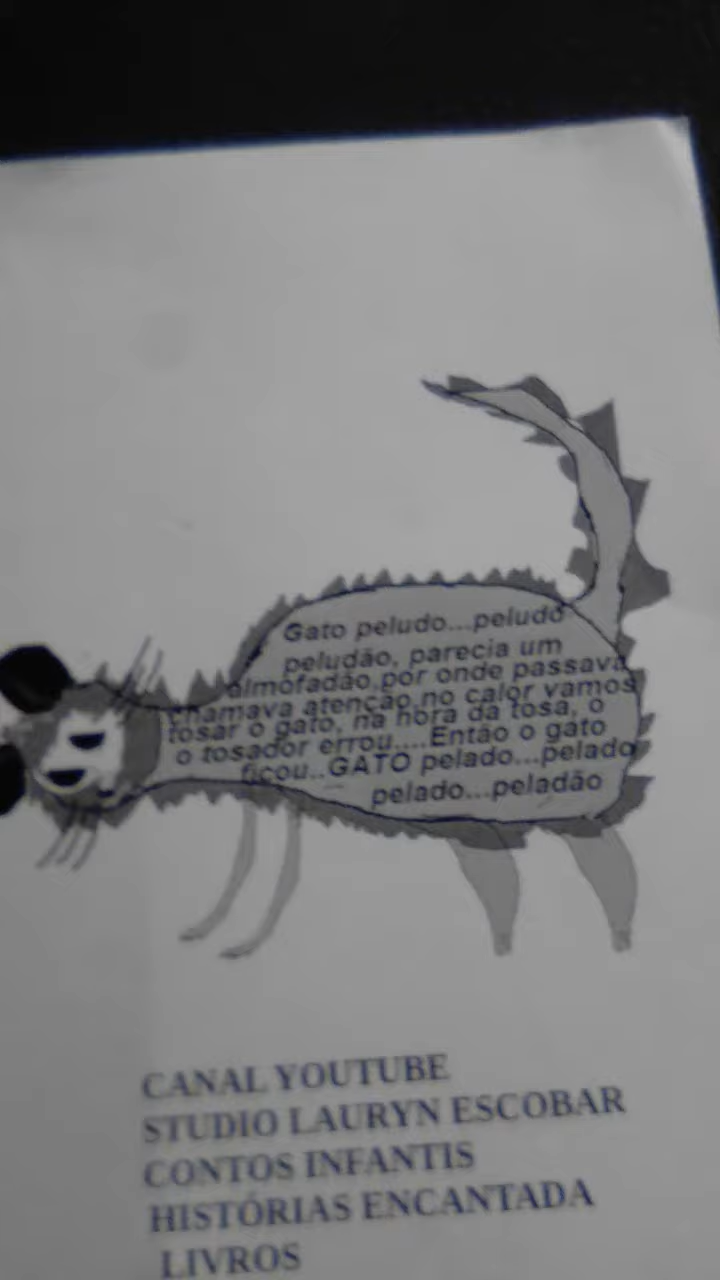 Gato peludo...peludo
peludão, parecia um
almofadão,por onde passava
chamava atenção,no calor vamos
tosar o gato, na hora da tosa, o
o tosador errou....Então o gato
ficou..GATO pelado...pelado
pelado...peladão
CANAL YOUTUBE
STUDIO LAURYN ESCOBAR
CONTOS INFANTIS
HISTÓRIAS ENCANTADA
LIVROS